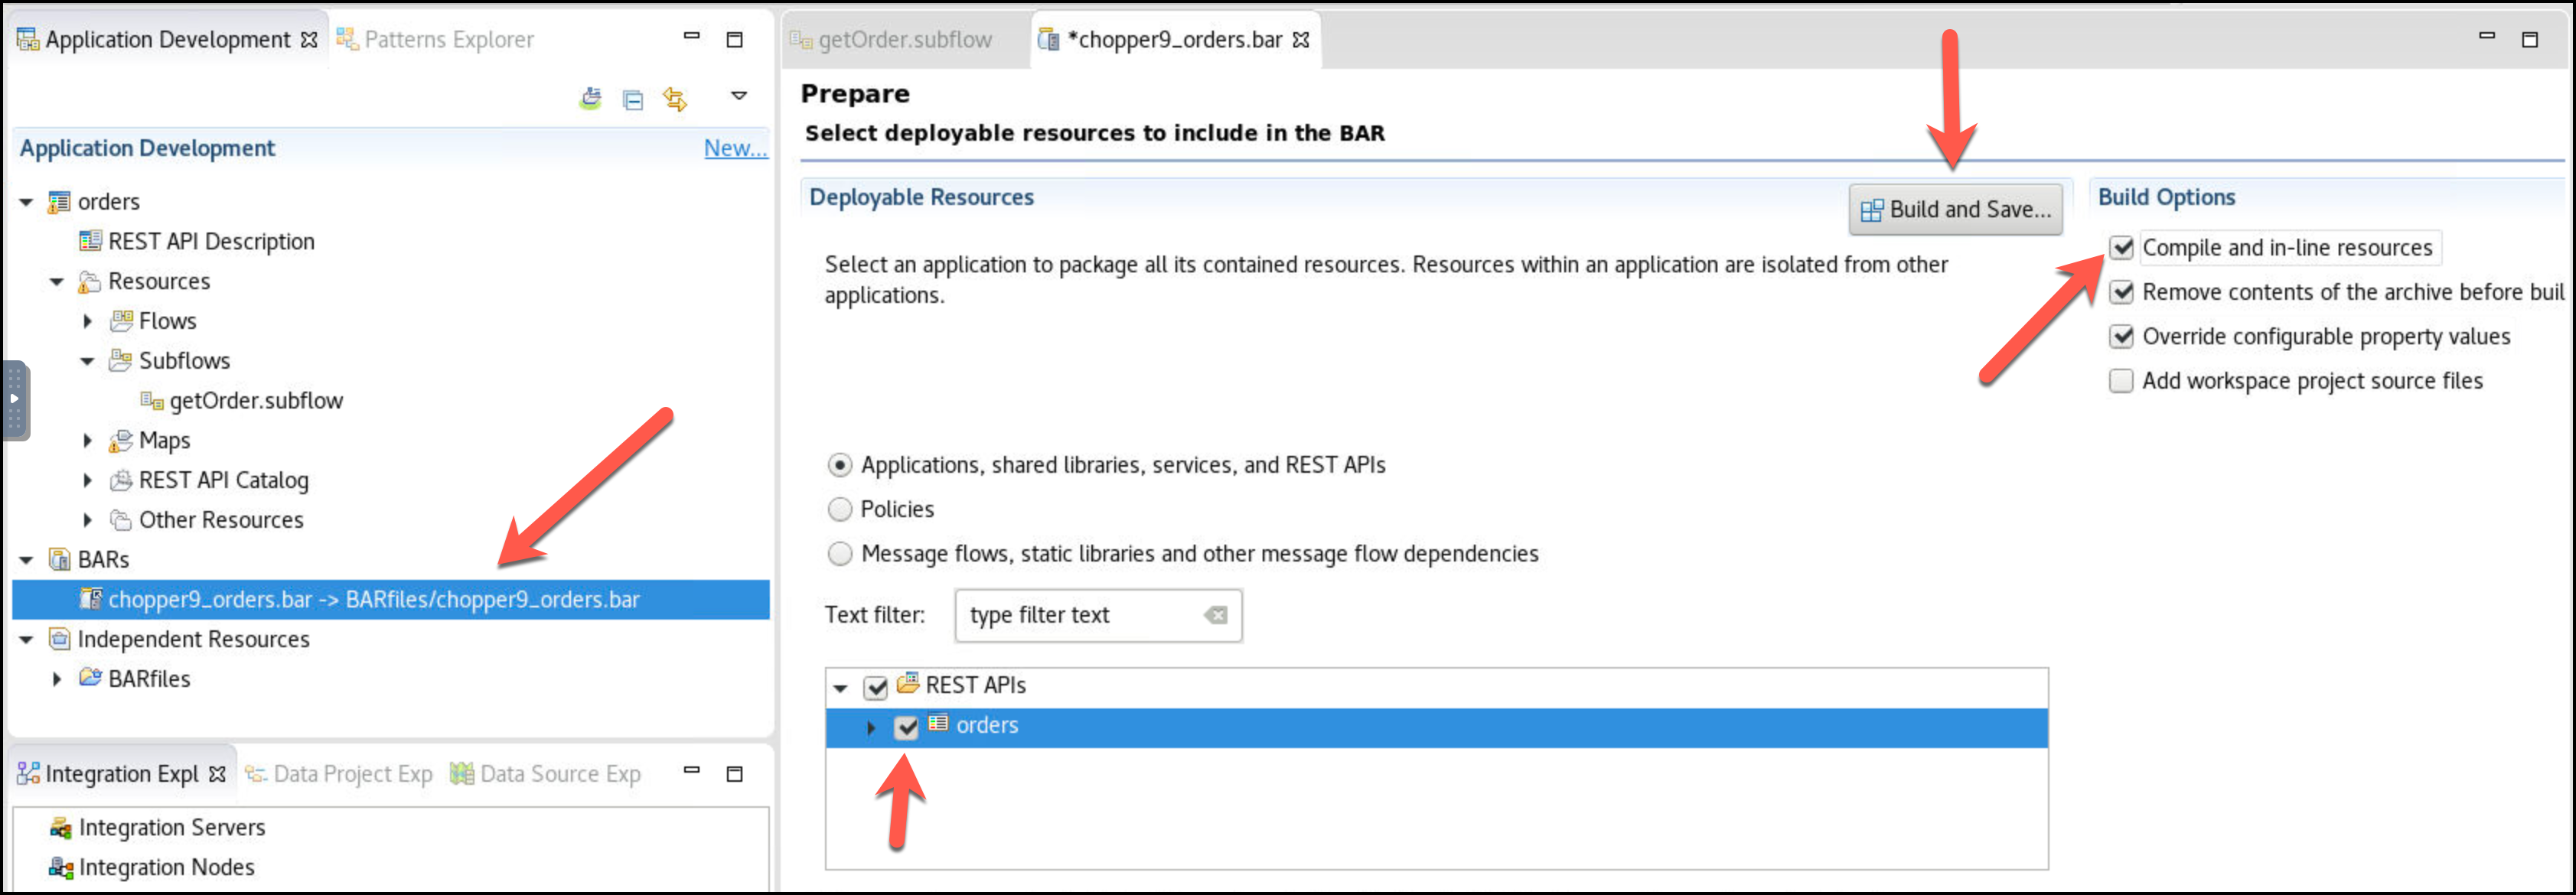 Application Development
Patterns Explorer
Application Development
New...
orders
REST API Description
Resources
Flows
Subflows
getOrder.subflow
Maps
REST API Catalog
Other Resources
BARs
chopper9_orders.bar -> BARfiles/chopper9_orders.bar
Independent Resources
BARfiles
Integration Expl
Data Project Exp
Data Source Exp
Integration Servers
Integration Nodes
getOrder.subflow
*chopper9_orders.bar
Prepare
Select deployable resources to include in the BAR
Deployable Resources
Build and Save...
Select an application to package all its contained resources. Resources within an application are isolated from other
applications.
Applications, shared libraries, services, and REST APIs
Policies
Message flows, static libraries and other message flow dependencies
Text filter:
type filter text
REST APIs
orders
Build Options
Compile and in-line resources
Remove contents of the archive before buil
Override configurable property values
Add workspace project source files